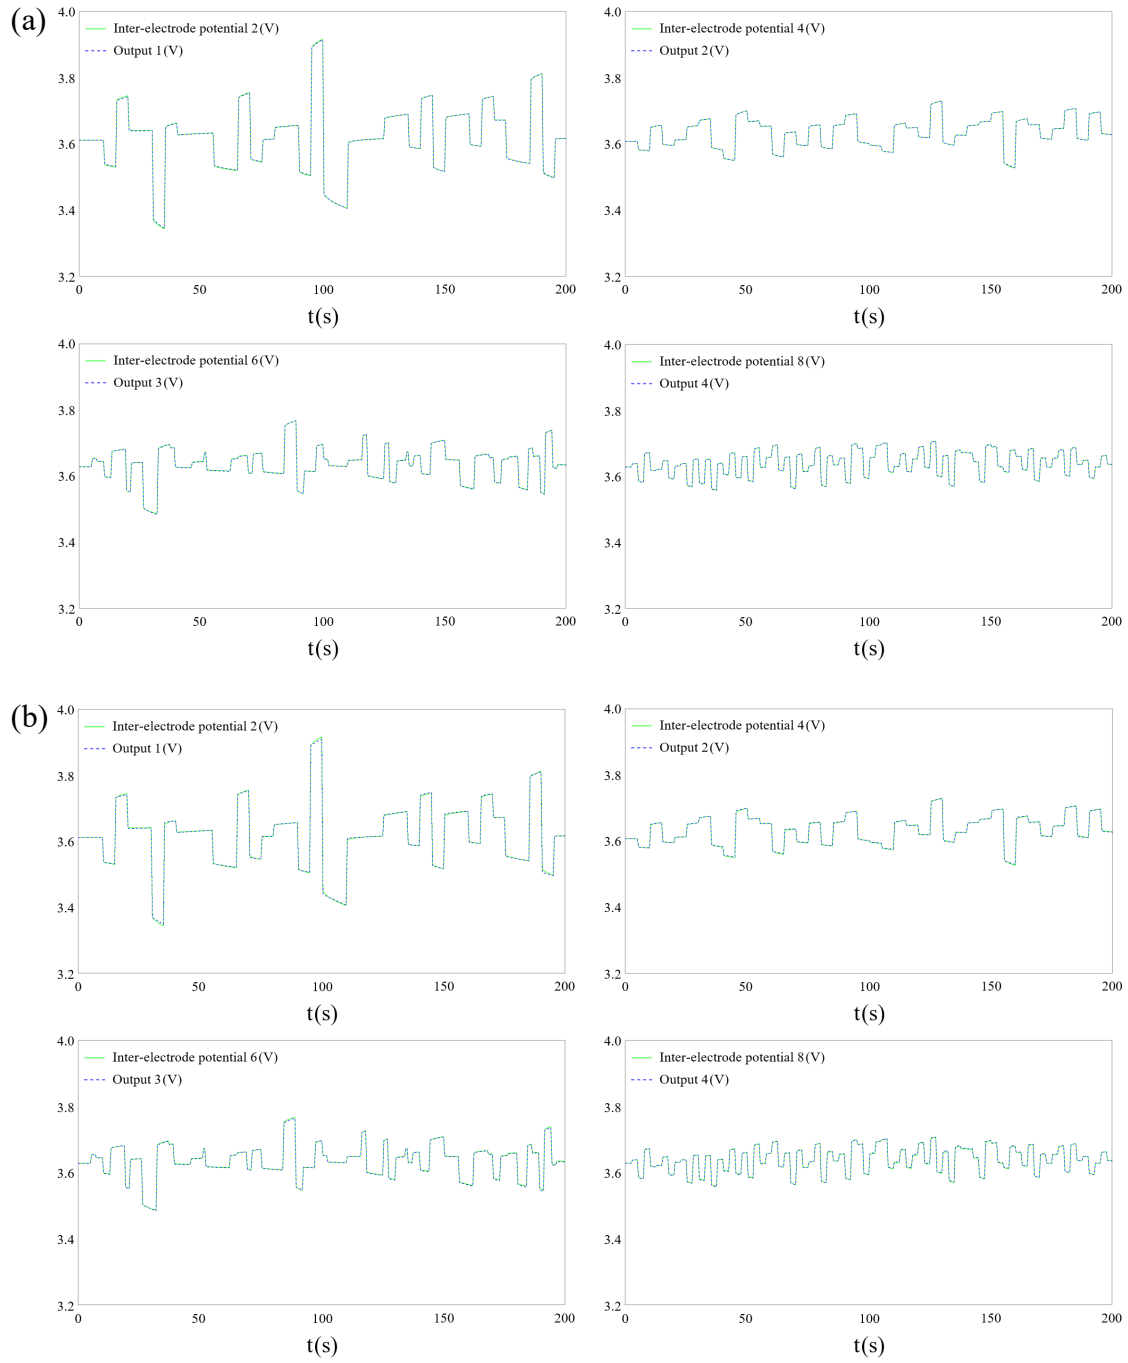 (a)
4.0
Inter-electrode potential 2(V)
Output 1(V)
3.8
3.6
3.4
3.2
0 50 100 150 200
t(s)
4.0
Inter-electrode potential 4(V)
Output 2(V)
3.8
3.6
3.4
3.2
0 50 100 150 200
t(s)
4.0
Inter-electrode potential 6(V)
Output 3(V)
3.8
3.6
3.4
3.2
0 50 100 150 200
t(s)
4.0
Inter-electrode potential 8(V)
Output 4(V)
3.8
3.6
3.4
3.2
0 50 100 150 200
t(s)
(b)
4.0
Inter-electrode potential 2(V)
Output 1(V)
3.8
3.6
3.4
3.2
0 50 100 150 200
t(s)
4.0
Inter-electrode potential 4(V)
Output 2(V)
3.8
3.6
3.4
3.2
0 50 100 150 200
t(s)
4.0
Inter-electrode potential 6(V)
Output 3(V)
3.8
3.6
3.4
3.2
0 50 100 150 200
t(s)
4.0
Inter-electrode potential 8(V)
Output 4(V)
3.8
3.6
3.4
3.2
0 50 100 150 200
t(s)